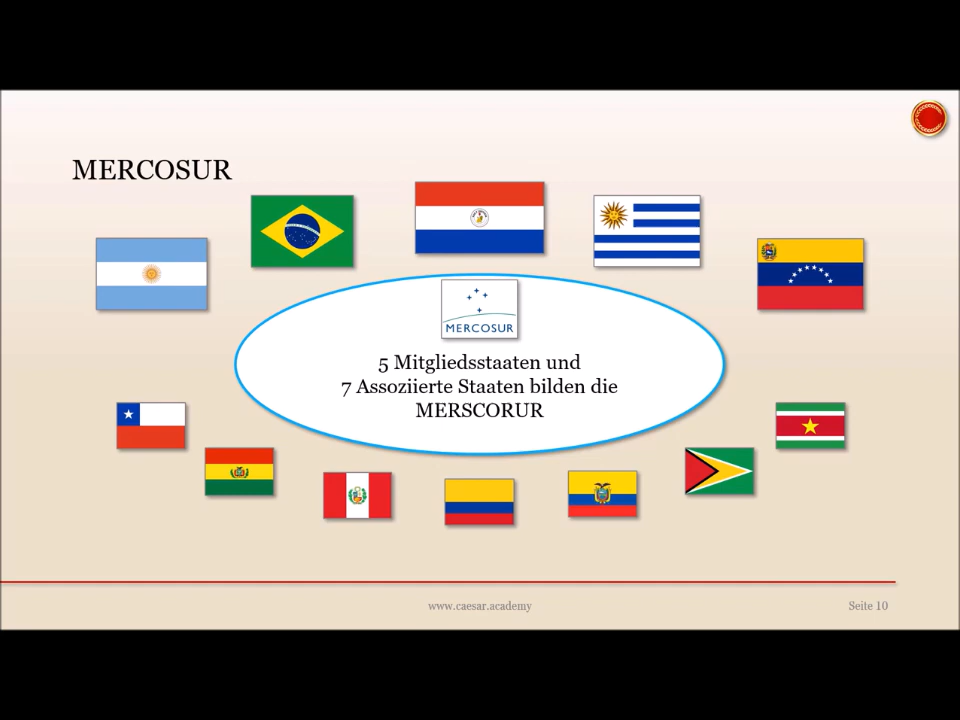 MERCOSUR
MERCOSUR
5 Mitgliedsstaaten und
7 Assoziierte Staaten bilden die
MERSCORUR
www.caesar.academy
Seite 10